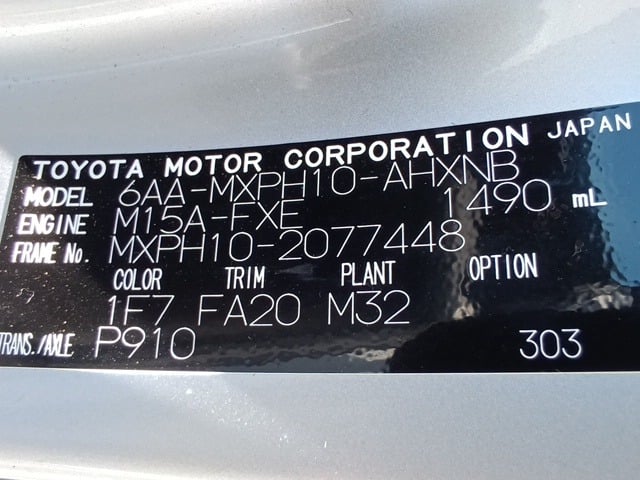 TOYOTA MOTOR CORPORATION JAPAN
MODEL 6AA-MXPH10-AHXNB
ENGINE M15A-FXE 1490 mL
FRAME No. MXPH10-2077448
COLOR TRIM PLANT OPTION
1F7 FA20 M32
TRANS./AXLE P910 303